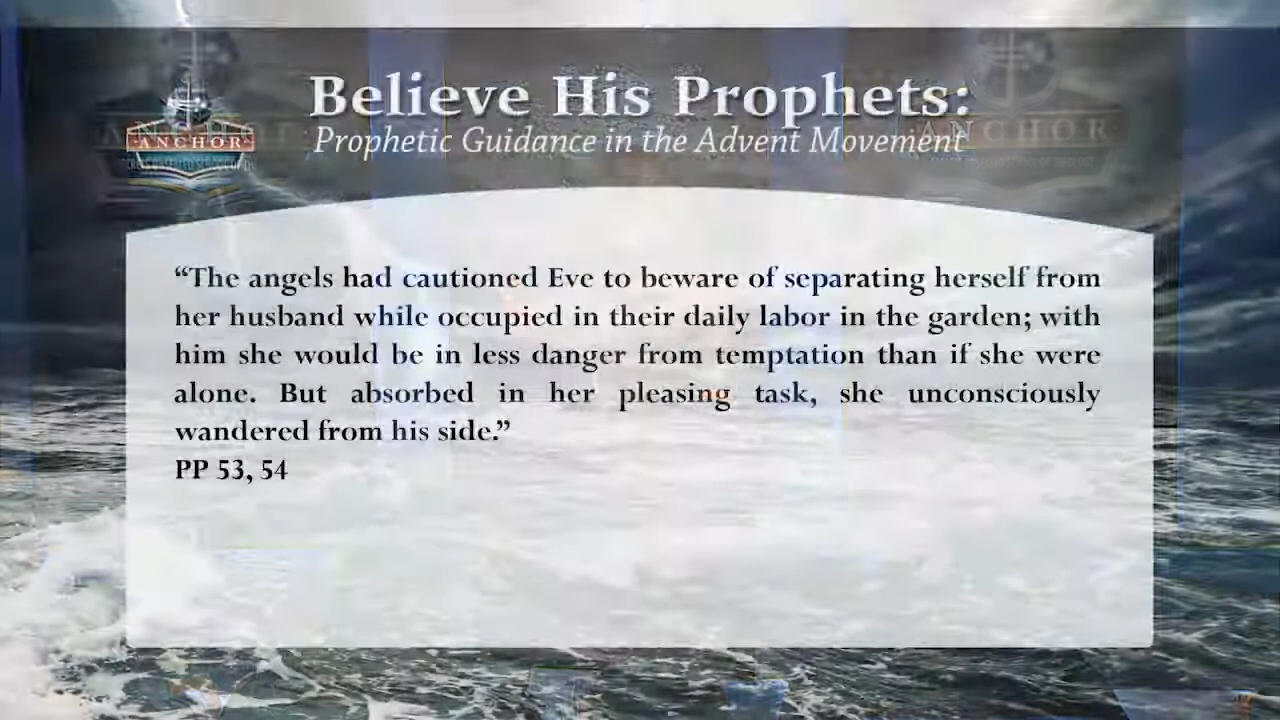 Believe His Prophets:
Prophetic Guidance in the Advent Movement
ANCHOR
ANCHOR
“The angels had cautioned Eve to beware of separating herself from
her husband while occupied in their daily labor in the garden; with
him she would be in less danger from temptation than if she were
alone. But absorbed in her pleasing task, she unconsciously
wandered from his side.”
PP 53, 54